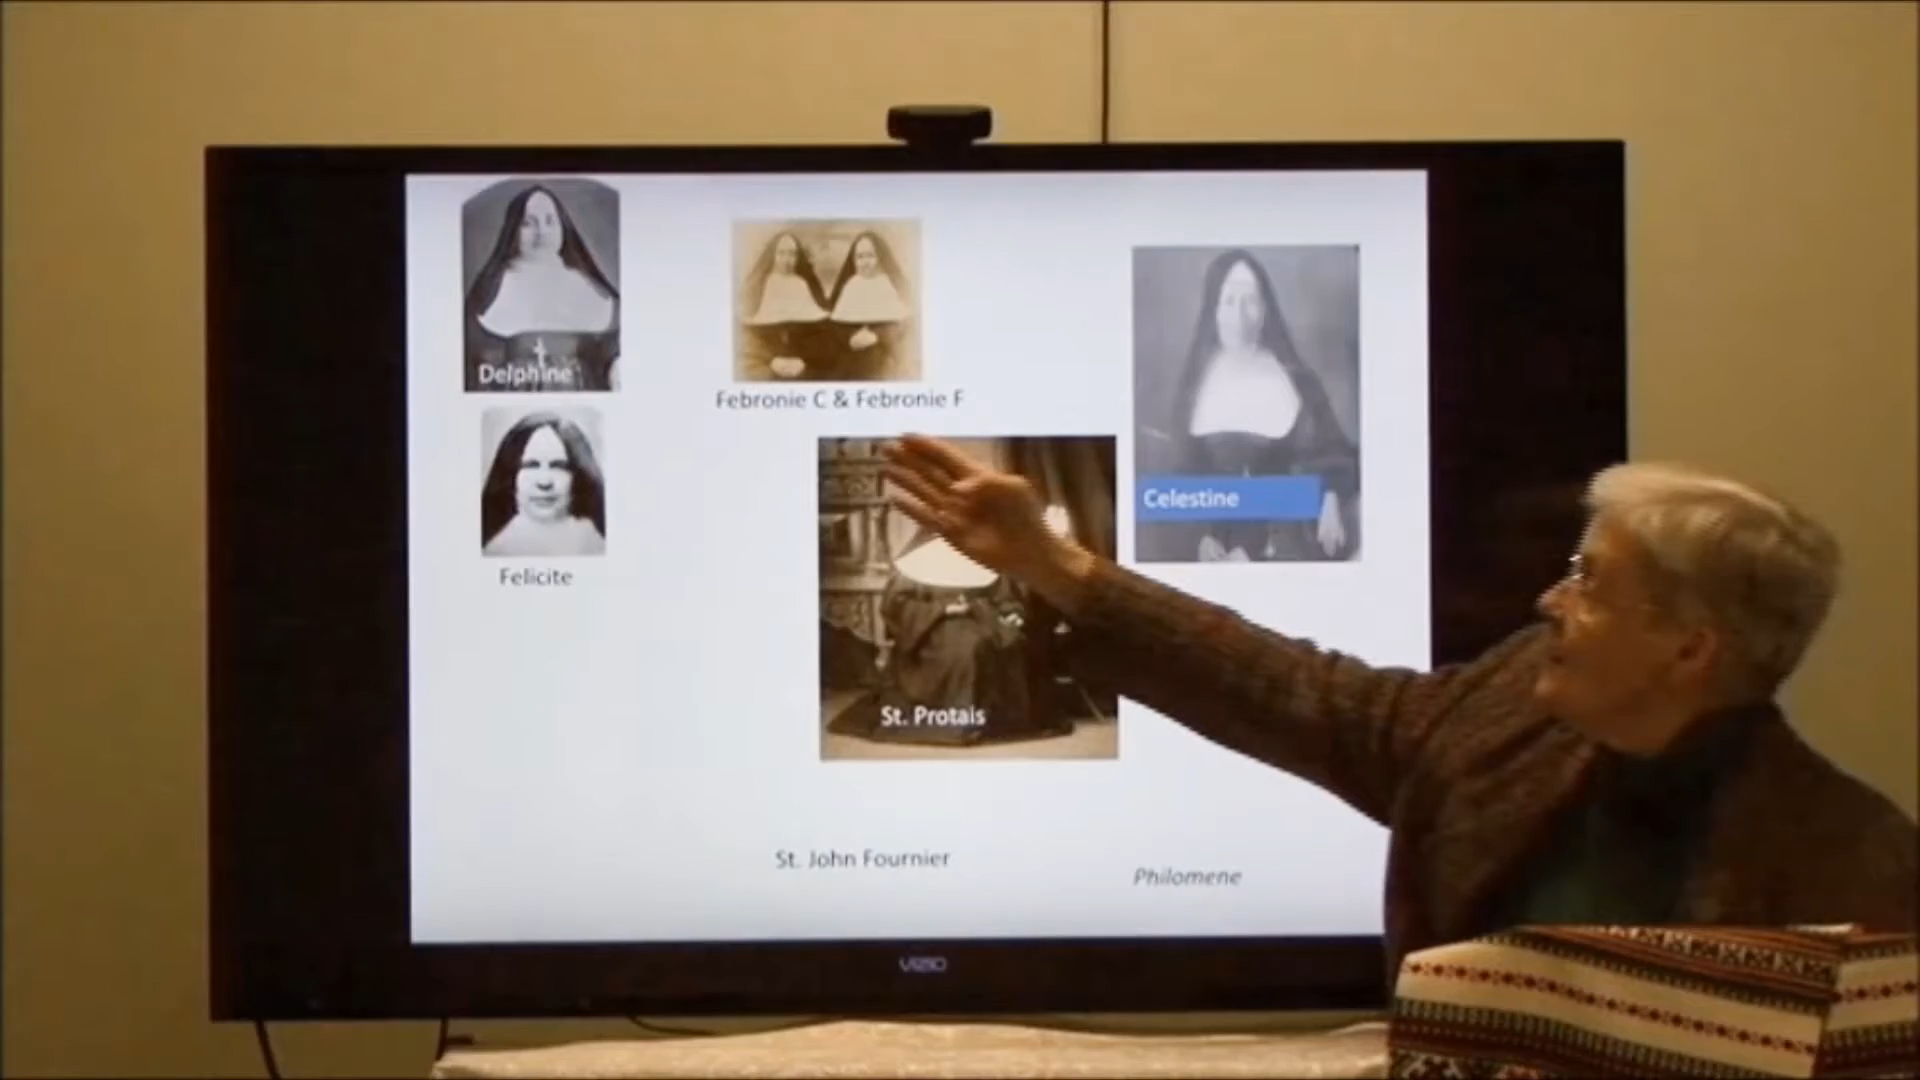 Delphine
Febronie C & Febronie F
Celestine
Felicite
St. Protais
St. John Fournier
Philomene
VIZIO